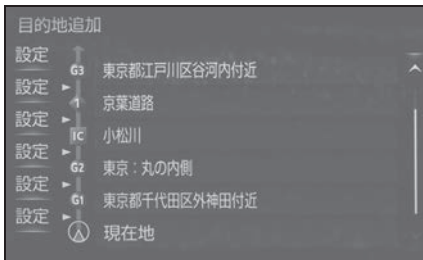 目的地追加
設定
G3 東京都江戸川区谷河内付近
設定
1 京葉道路
設定
IC 小松川
設定
G2 東京：丸の内側
設定
G1 東京都千代田区外神田付近
設定
現在地